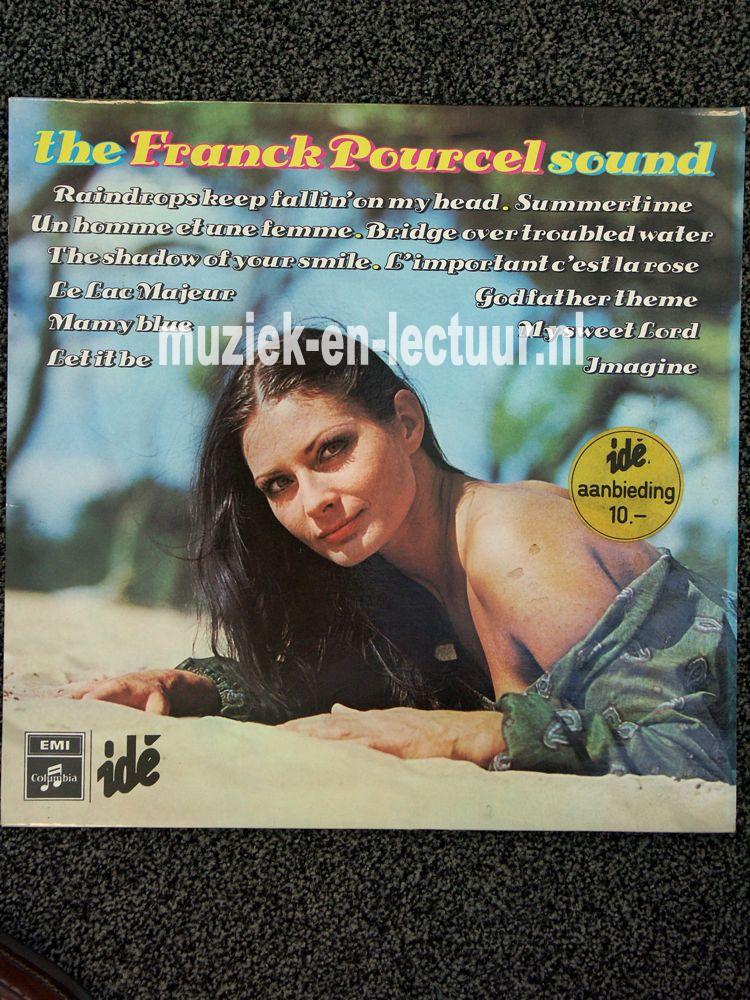 the Franck Pourcel sound
Raindrops keep fallin' on my head. Summertime
Un homme et une femme. Bridge over troubled water
The shadow of your smile. L'important c'est la rose
Le Lac Majeur Godfather theme
Mamy blue My sweet Lord
muziek-en-lectuur.nl
Let it be Imagine
idé
aanbieding
10.–
EMI
Columbia
idé